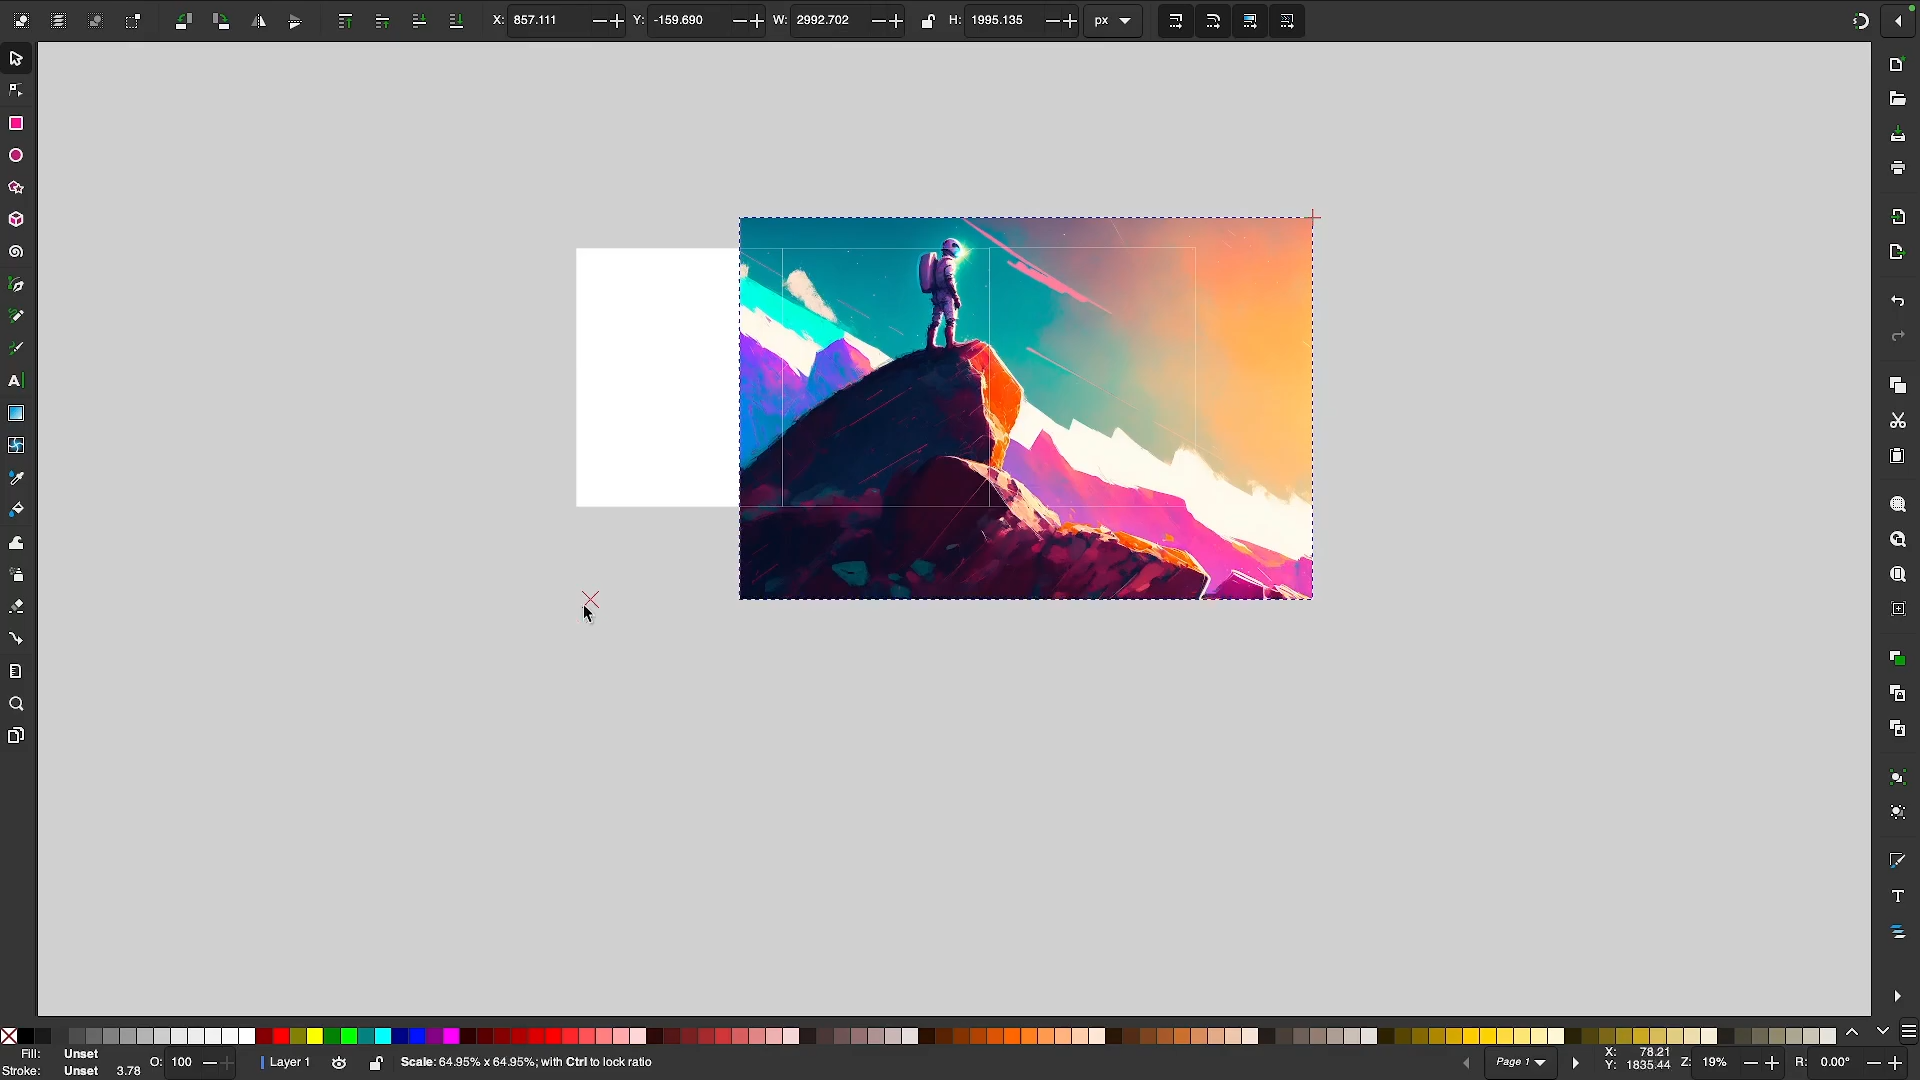 X: 857.111 Y: -159.690 W: 2992.702 H: 1995.135 px
Fill: Unset
Stroke: Unset 3.78
O: 100
Layer 1
Scale: 64.95% x 64.95%; with Ctrl to lock ratio
Page 1
X: 78.21
Y: 1835.44
Z: 19%
R: 0.00°